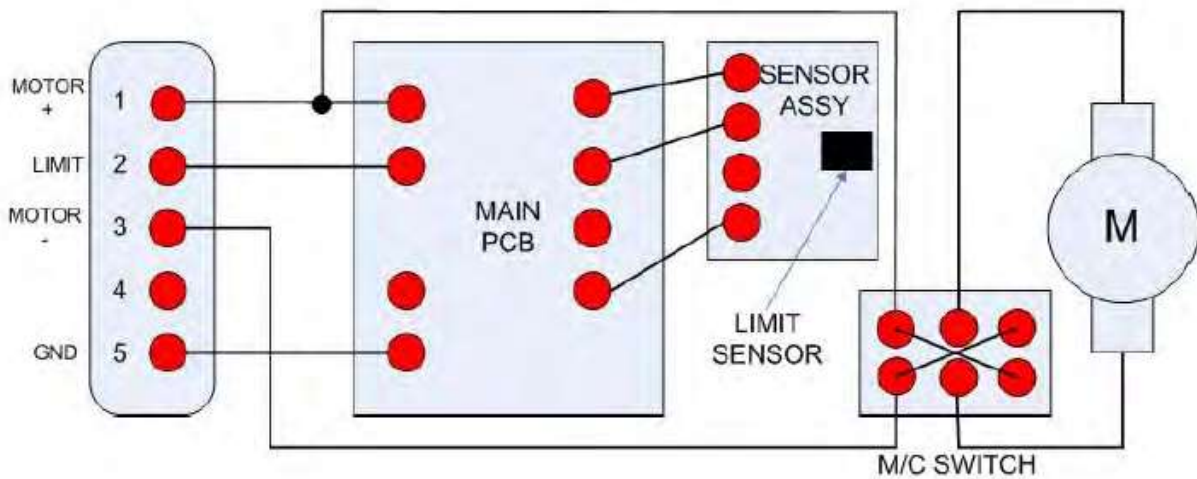 MOTOR
+
1
LIMIT
2
MOTOR
-
3
4
GND
5
MAIN
PCB
SENSOR
ASSY
LIMIT
SENSOR
M
M/C SWITCH